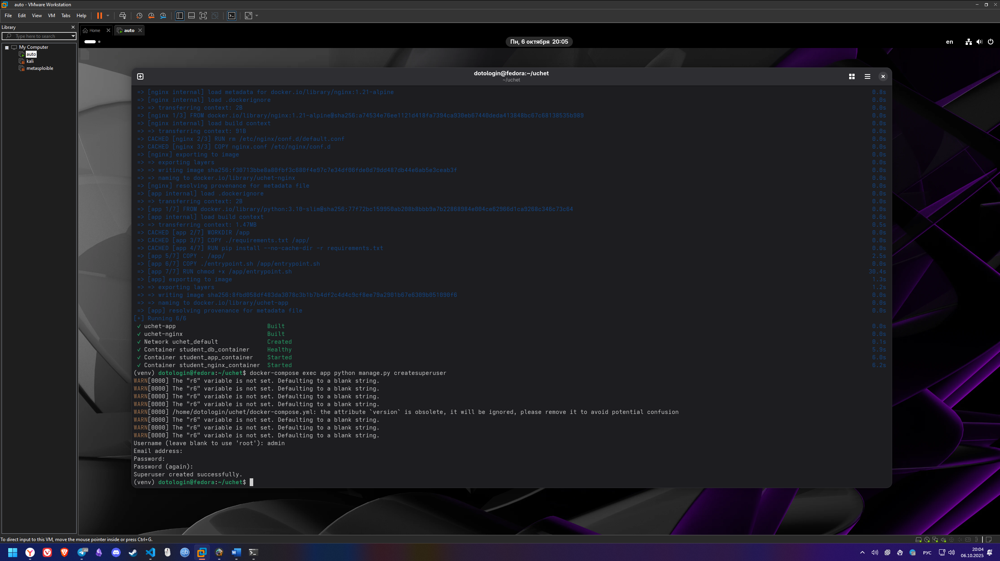 auto - VMware Workstation
File Edit View VM Tabs Help
Library
Type here to search
My Computer
auto
kali
metasploible
Home
auto
Пн, 6 октября 20:05
en
dotologin@fedora:~/uchet
~/uchet
=> [nginx internal] load metadata for docker.io/library/nginx:1.21-alpine 0.8s
=> [nginx internal] load .dockerignore 0.0s
=> => transferring context: 2B 0.0s
=> [nginx 1/3] FROM docker.io/library/nginx:1.21-alpine@sha256:a74534e76ee1121d418fa7394ca930eb67440deda413848bc67c68138535b989 0.0s
=> [nginx internal] load build context 0.0s
=> => transferring context: 91B 0.0s
=> CACHED [nginx 2/3] RUN rm /etc/nginx/conf.d/default.conf 0.0s
=> CACHED [nginx 3/3] COPY nginx.conf /etc/nginx/conf.d 0.0s
=> [nginx] exporting to image 0.0s
=> => exporting layers 0.0s
=> => writing image sha256:f30713bbe8a80fbf3c680f4e97c7e34df06fde0d79dd487db44e6ab5e3ceab3f 0.0s
=> => naming to docker.io/library/uchet-nginx 0.0s
=> [nginx] resolving provenance for metadata file 0.0s
=> [app internal] load .dockerignore 0.0s
=> => transferring context: 2B 0.0s
=> [app 1/7] FROM docker.io/library/python:3.10-slim@sha256:77f72bc159950ab208b8bbb9a7b22868984e004ce62966d1ca9268c346c73c64 0.0s
=> [app internal] load build context 0.6s
=> => transferring context: 1.47MB 0.5s
=> CACHED [app 2/7] WORKDIR /app 0.0s
=> CACHED [app 3/7] COPY ./requirements.txt /app/ 0.0s
=> CACHED [app 4/7] RUN pip install --no-cache-dir -r requirements.txt 0.0s
=> [app 5/7] COPY . /app/ 2.5s
=> [app 6/7] COPY ./entrypoint.sh /app/entrypoint.sh 0.0s
=> [app 7/7] RUN chmod +x /app/entrypoint.sh 30.4s
=> [app] exporting to image 1.3s
=> => exporting layers 1.2s
=> => writing image sha256:8fbd058df483da3078c3b1b7b4df2c4d4c9cf8ee79a2901b67e6309b051090f6 0.0s
=> => naming to docker.io/library/uchet-app 0.0s
=> [app] resolving provenance for metadata file 0.0s
[+] Running 6/6
✓ uchet-app Built 0.0s
✓ uchet-nginx Built 0.0s
✓ Network uchet_default Created 0.1s
✓ Container student_db_container Healthy 5.9s
✓ Container student_app_container Started 6.0s
✓ Container student_nginx_container Started 6.2s
(venv) dotologin@fedora:~/uchet$ docker-compose exec app python manage.py createsuperuser
WARN[0000] The "r6" variable is not set. Defaulting to a blank string.
WARN[0000] The "r6" variable is not set. Defaulting to a blank string.
WARN[0000] The "r6" variable is not set. Defaulting to a blank string.
WARN[0000] The "r6" variable is not set. Defaulting to a blank string.
WARN[0000] /home/dotologin/uchet/docker-compose.yml: the attribute `version` is obsolete, it will be ignored, please remove it to avoid potential confusion
WARN[0000] The "r6" variable is not set. Defaulting to a blank string.
WARN[0000] The "r6" variable is not set. Defaulting to a blank string.
WARN[0000] The "r6" variable is not set. Defaulting to a blank string.
Username (leave blank to use 'root'): admin
Email address:
Password:
Password (again):
Superuser created successfully.
(venv) dotologin@fedora:~/uchet$
To direct input to this VM, move the mouse pointer inside or press Ctrl+G.
44
qb
РУС
20:04
06.10.2025